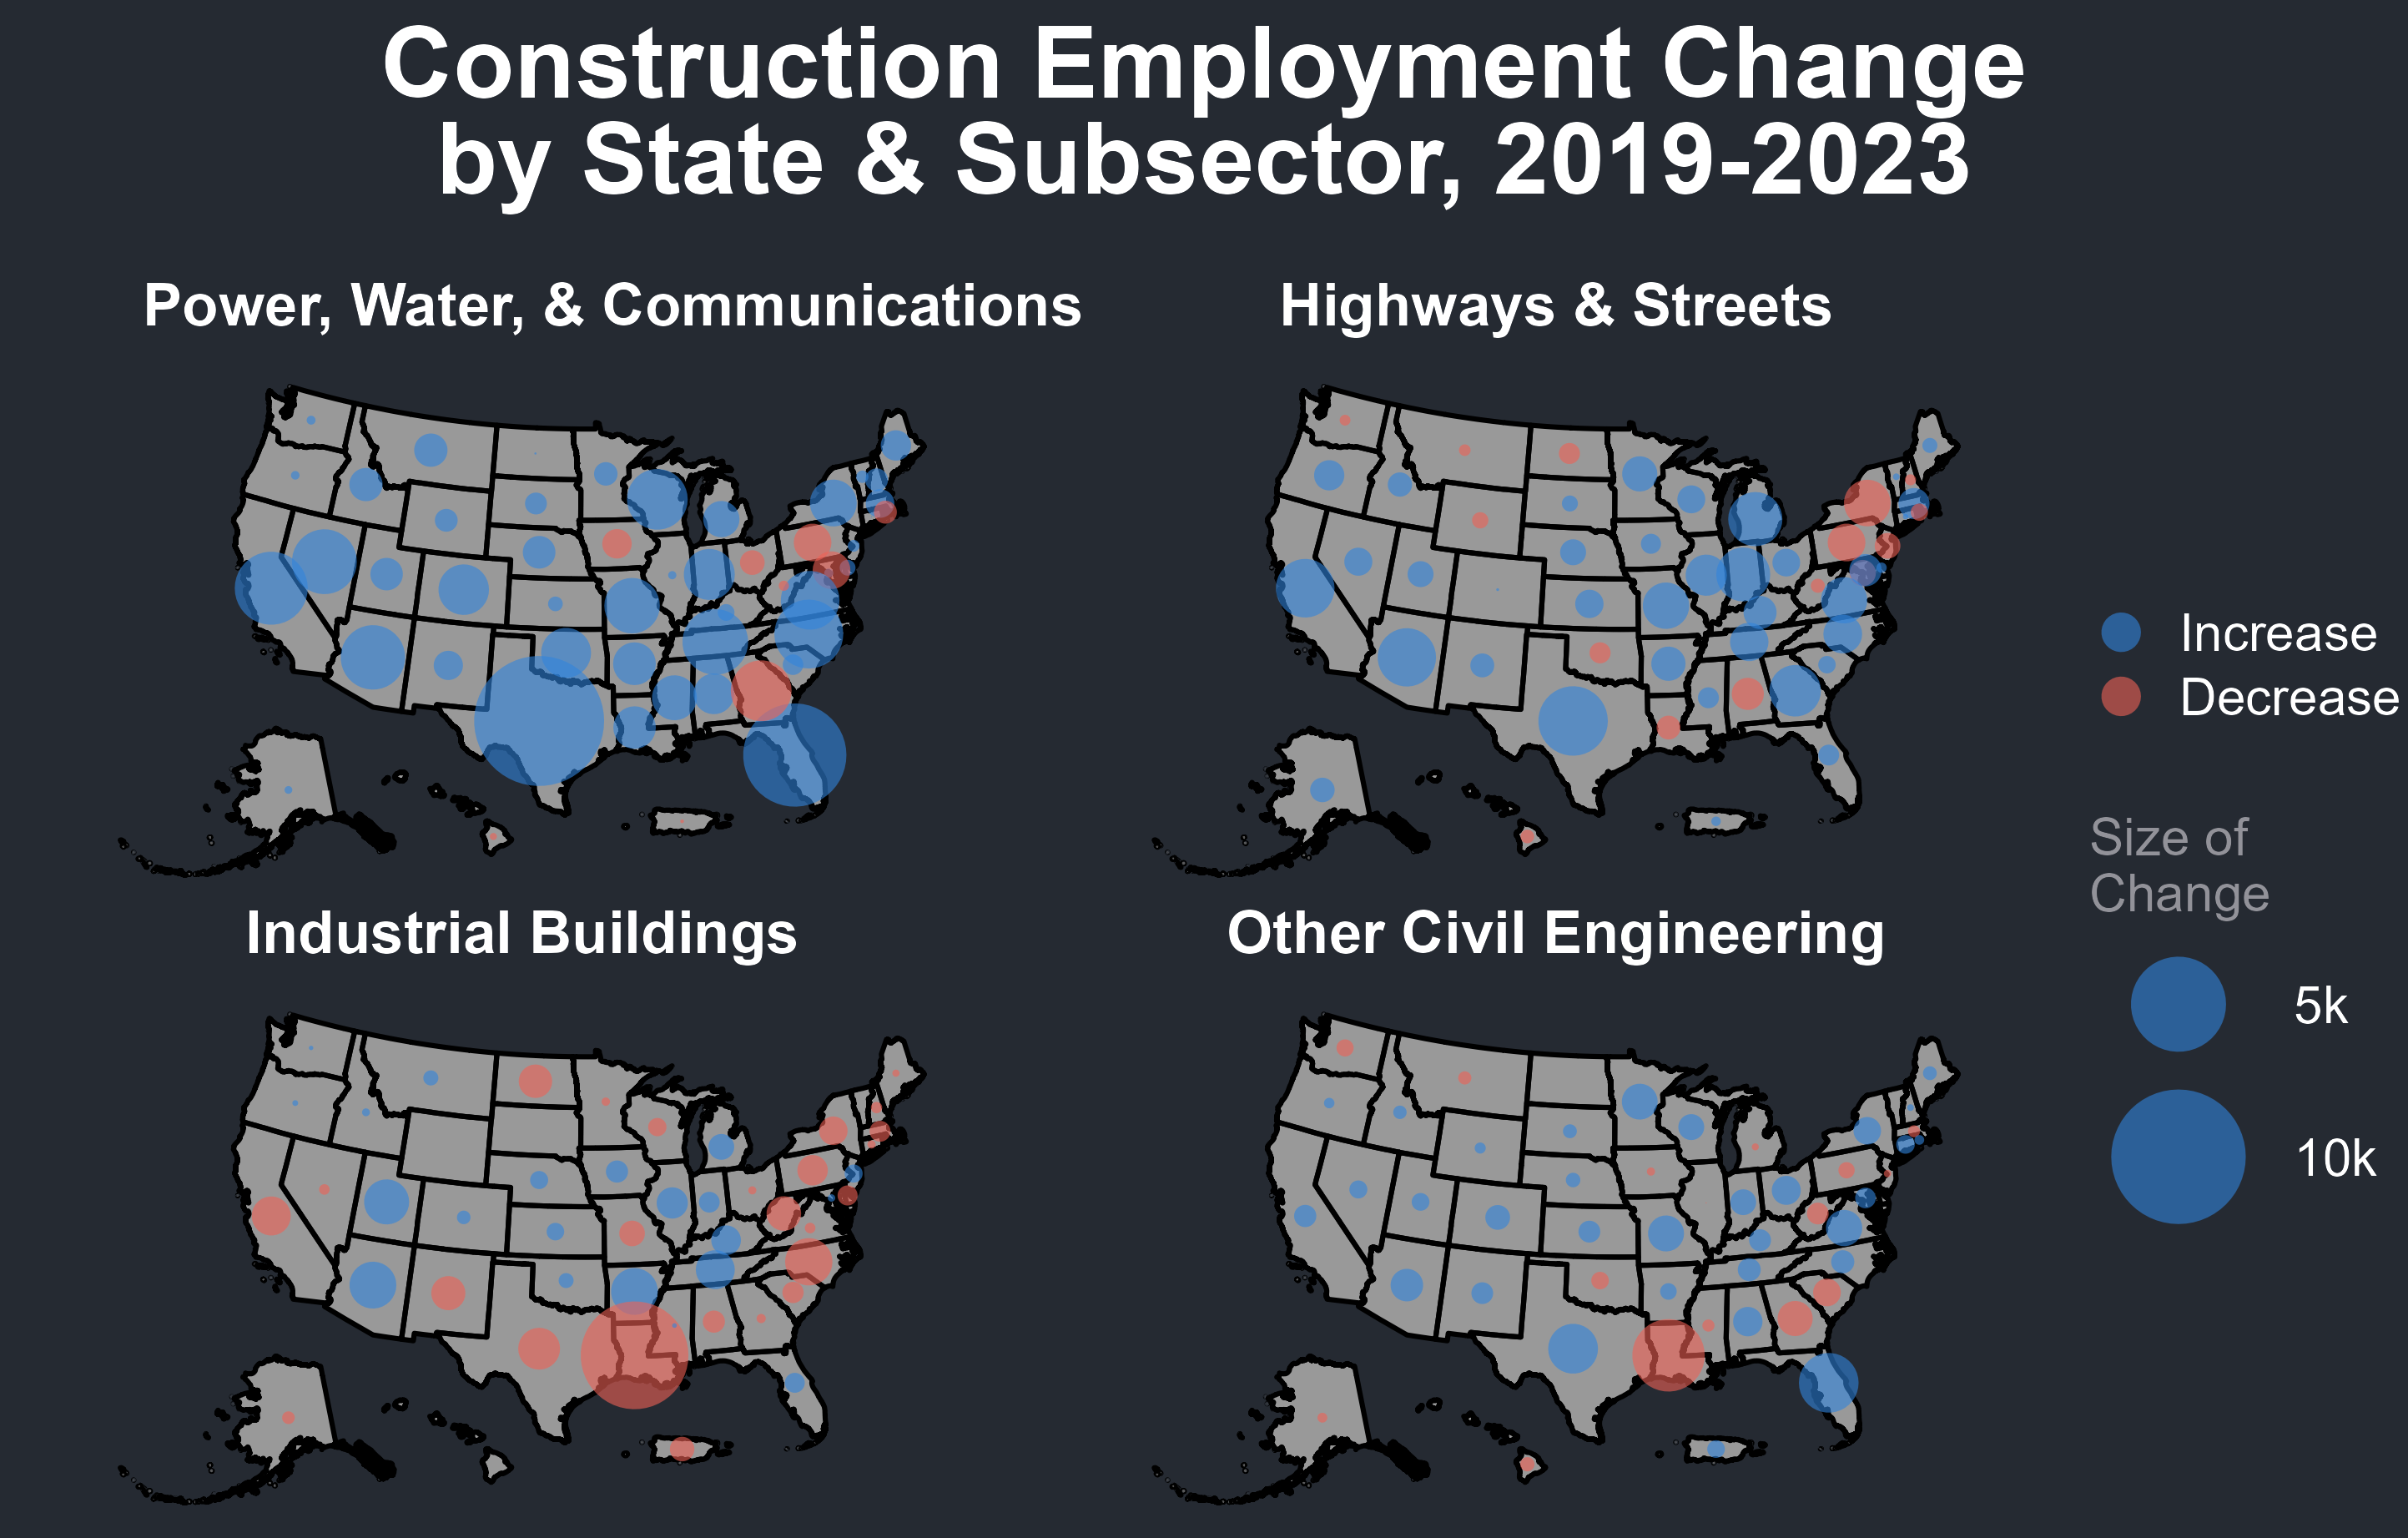 Construction Employment Change
by State & Subsector, 2019-2023
Power, Water, & Communications
Highways & Streets
Increase
Decrease
Size of
Change
5k
10k
Industrial Buildings
Other Civil Engineering